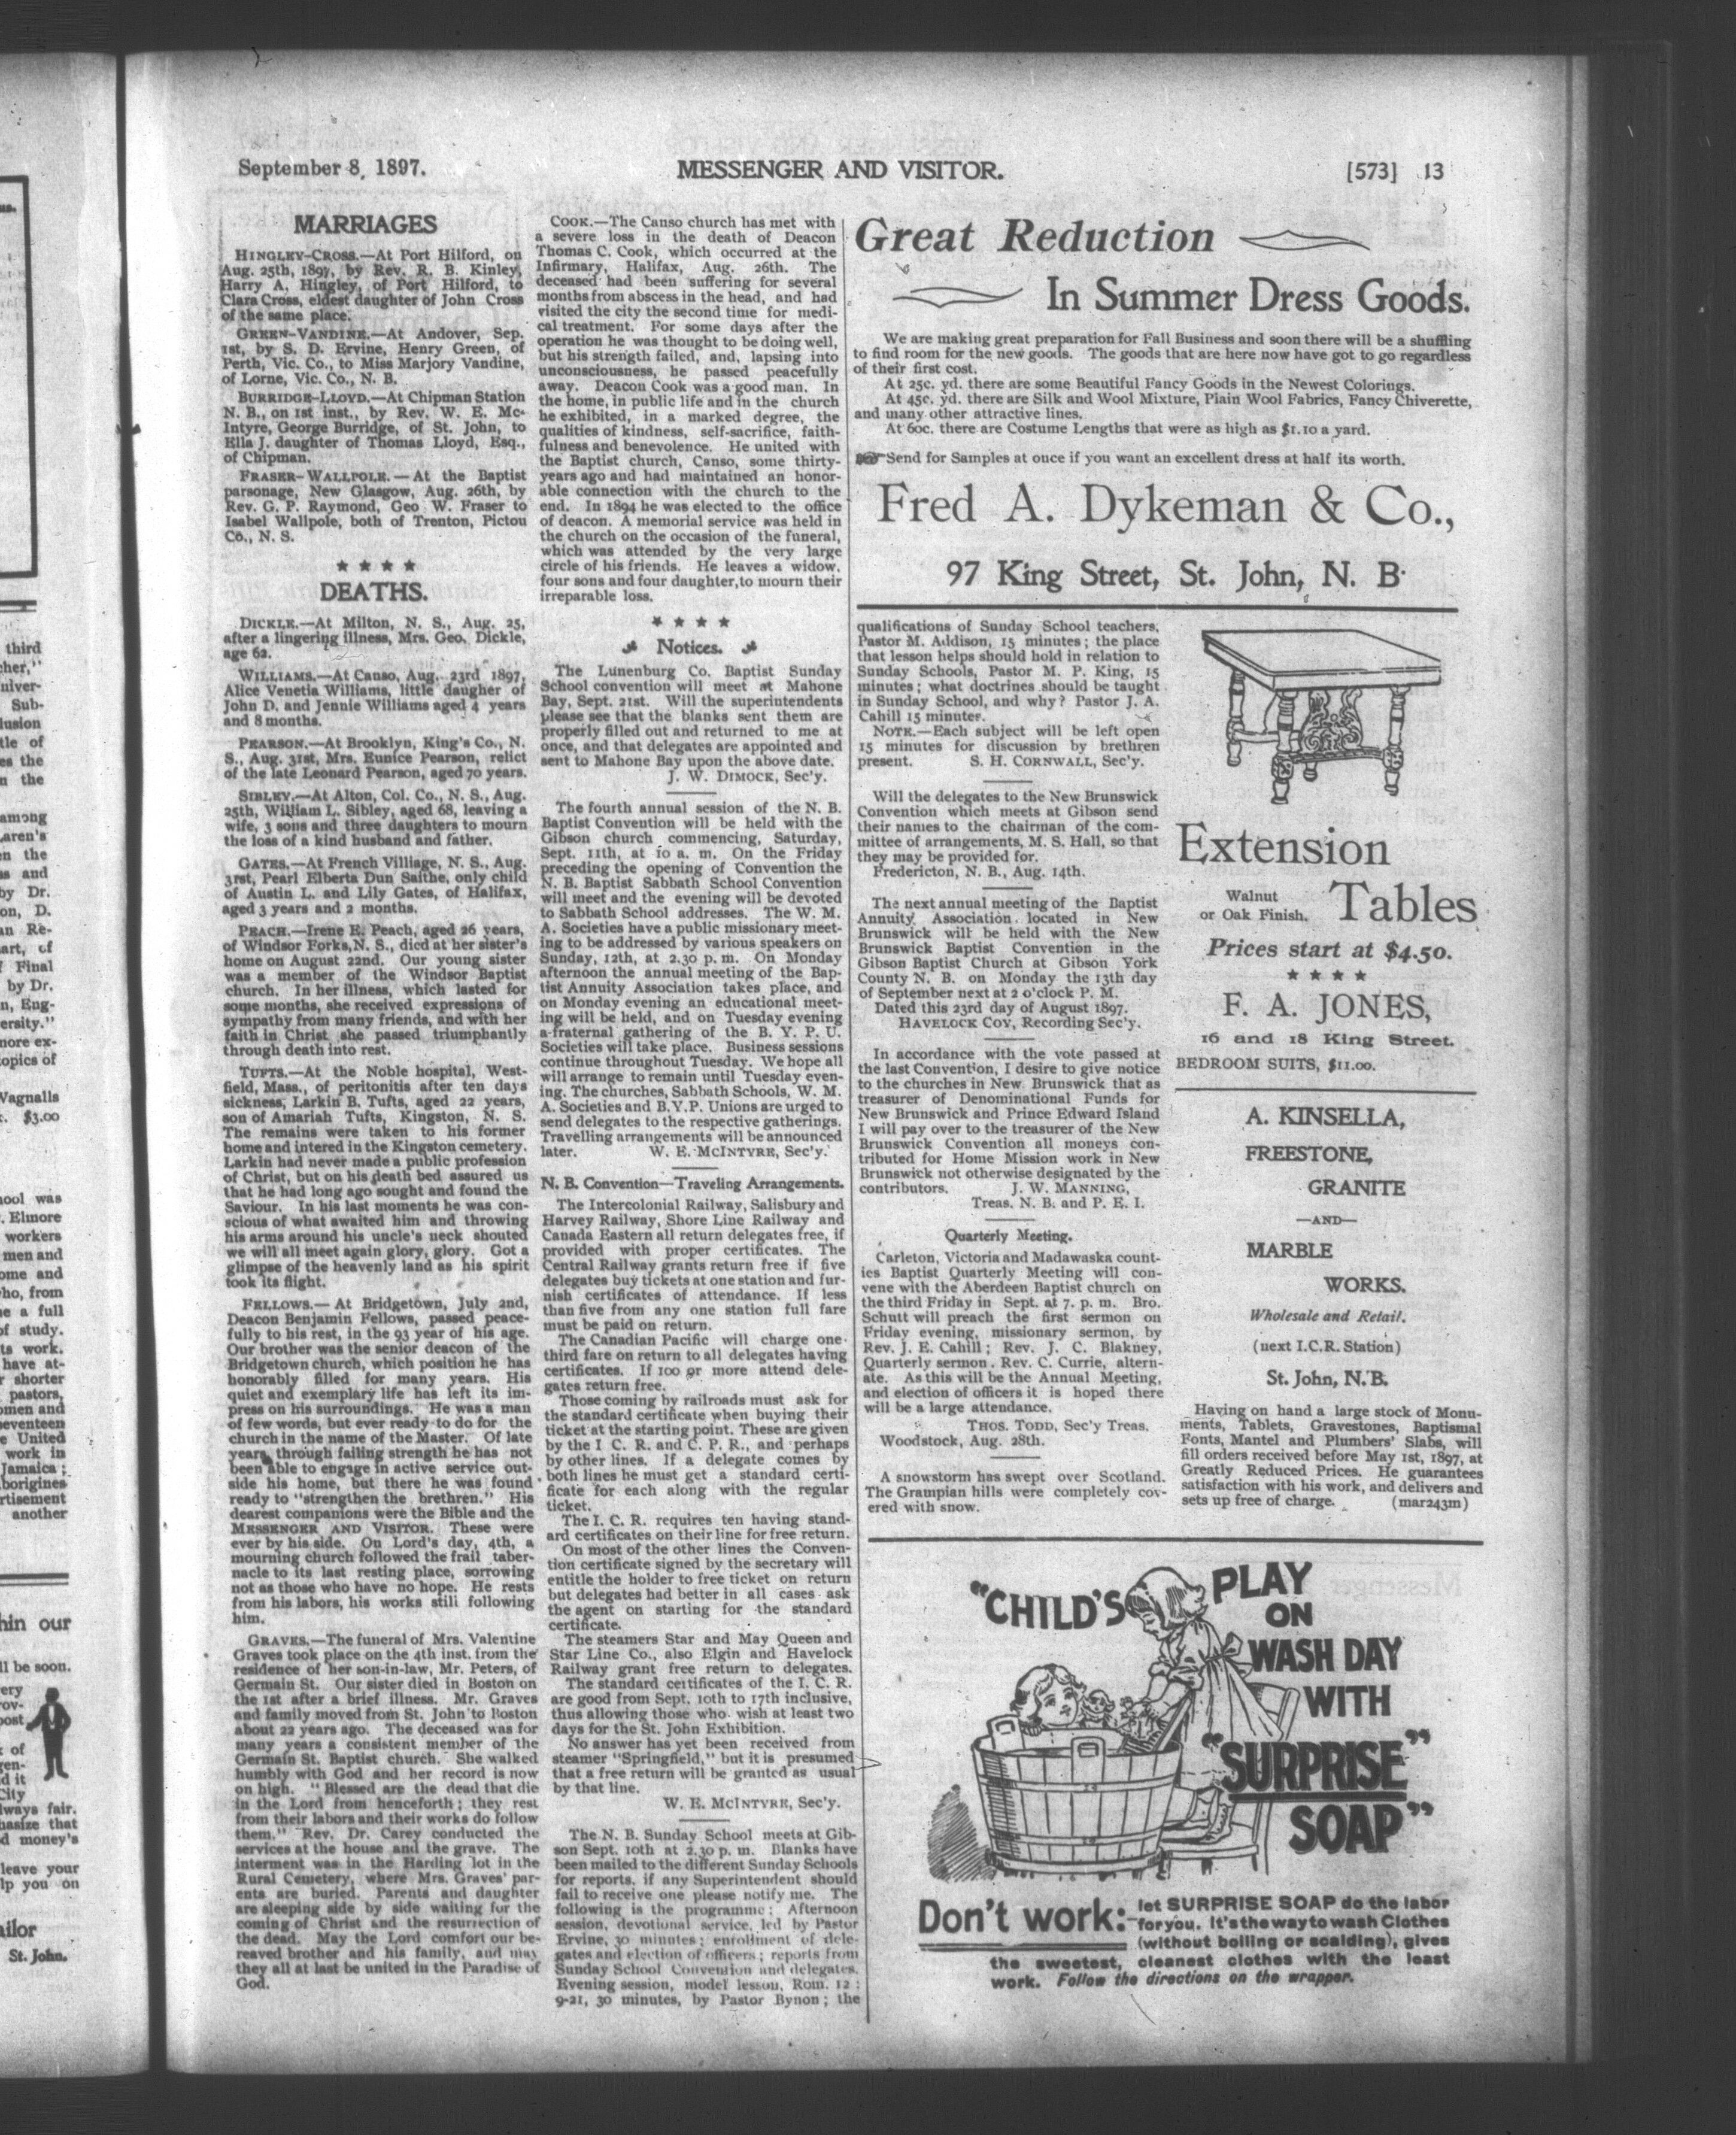 September 8, 1897.
MESSENGER AND VISITOR.
[573] 13
MARRIAGES
HINGLEY-CROSS.—At Port Hilford, on
Aug. 25th, 1897, by Rev. R. B. Kinley,
Harry A. Hingley, of Port Hilford, to
Clara Cross, eldest daughter of John Cross
of the same place.
GREEN-VANDINE.—At Andover, Sep.
1st, by S. D. Ervine, Henry Green, of
Perth, Vic. Co., to Miss Marjory Vandine,
of Lorne, Vic. Co., N. B.
BURRIDGE-LLOYD.—At Chipman Station
N. B., on 1st inst., by Rev. W. E. Mc-
Intyre, George Burridge, of St. John, to
Ella J. daughter of Thomas Lloyd, Esq.,
of Chipman.
FRASER-WALLPOLE.—At the Baptist
parsonage, New Glasgow, Aug. 26th, by
Rev. G. P. Raymond, Geo W. Fraser to
Isabel Wallpole, both of Trenton, Pictou
Co., N. S.
★ ★ ★ ★
DEATHS.
DICKLE.—At Milton, N. S., Aug. 25,
after a lingering illness, Mrs. Geo. Dickle,
age 62.
WILLIAMS.—At Canso, Aug. 23rd 1897,
Alice Venetia Williams, little daugher of
John D. and Jennie Williams aged 4 years
and 8 months.
PEARSON.—At Brooklyn, King's Co., N.
S., Aug. 31st, Mrs. Eunice Pearson, relict
of the late Leonard Pearson, aged 70 years.
SIBLEY.—At Alton, Col. Co., N. S., Aug.
25th, William L. Sibley, aged 68, leaving a
wife, 3 sons and three daughters to mourn
the loss of a kind husband and father.
GATES.—At French Villiage, N. S., Aug.
31st, Pearl Elberta Dun Saithe, only child
of Austin L. and Lily Gates, of Halifax,
aged 3 years and 2 months.
PEACH.—Irene E. Peach, aged 26 years,
of Windsor Forks, N. S., died at her sister's
home on August 22nd. Our young sister
was a member of the Windsor Baptist
church. In her illness, which lasted for
some months, she received expressions of
sympathy from many friends, and with her
faith in Christ she passed triumphantly
through death into rest.
TUFTS.—At the Noble hospital, West-
field, Mass., of peritonitis after ten days
sickness, Larkin B. Tufts, aged 22 years,
son of Amariah Tufts, Kingston, N. S.
The remains were taken to his former
home and intered in the Kingston cemetery.
Larkin had never made a public profession
of Christ, but on his death bed assured us
that he had long ago sought and found the
Saviour. In his last moments he was con-
scious of what awaited him and throwing
his arms around his uncle's neck shouted
we will all meet again glory, glory. Got a
glimpse of the heavenly land as his spirit
took its flight.
FELLOWS.—At Bridgetown, July 2nd,
Deacon Benjamin Fellows, passed peace-
fully to his rest, in the 93 year of his age.
Our brother was the senior deacon of the
Bridgetown church, which position he has
honorably filled for many years. His
quiet and exemplary life has left its im-
press on his surroundings. He was a man
of few words, but ever ready to do for the
church in the name of the Master. Of late
years, through failing strength he has not
been able to engage in active service out-
side his home, but there he was found
ready to "strengthen the brethren." His
dearest companions were the Bible and the
MESSENGER AND VISITOR. These were
ever by his side. On Lord's day, 4th, a
mourning church followed the frail taber-
nacle to its last resting place, sorrowing
not as those who have no hope. He rests
from his labors, his works still following
him.
GRAVES.—The funeral of Mrs. Valentine
Graves took place on the 4th inst. from the
residence of her son-in-law, Mr. Peters, of
Germain St. Our sister died in Boston on
the 1st after a brief illness. Mr. Graves
and family moved from St. John to Boston
about 22 years ago. The deceased was for
many years a consistent member of the
Germain St. Baptist church. She walked
humbly with God and her record is now
on high. "Blessed are the dead that die
in the Lord from henceforth; they rest
from their labors and their works do follow
them." Rev. Dr. Carey conducted the
services at the house and the grave. The
interment was in the Harding lot in the
Rural Cemetery, where Mrs. Graves' par-
ents are buried. Parents and daughter
are sleeping side by side waiting for the
coming of Christ and the resurrection of
the dead. May the Lord comfort our be-
reaved brother and his family, and may
they all at last be united in the Paradise of
God.
COOK.—The Canso church has met with
a severe loss in the death of Deacon
Thomas C. Cook, which occurred at the
Infirmary, Halifax, Aug. 26th. The
deceased had been suffering for several
months from abscess in the head, and had
visited the city the second time for medi-
cal treatment. For some days after the
operation he was thought to be doing well,
but his strength failed, and, lapsing into
unconsciousness, he passed peacefully
away. Deacon Cook was a good man. In
the home, in public life and in the church
he exhibited, in a marked degree, the
qualities of kindness, self-sacrifice, faith-
fulness and benevolence. He united with
the Baptist church, Canso, some thirty-
years ago and had maintained an honor-
able connection with the church to the
end. In 1894 he was elected to the office
of deacon. A memorial service was held in
the church on the occasion of the funeral,
which was attended by the very large
circle of his friends. He leaves a widow.
four sons and four daughter, to mourn their
irreparable loss.
★ ★ ★ ★
Notices.
The Lunenburg Co. Baptist Sunday
School convention will meet at Mahone
Bay, Sept. 21st. Will the superintendents
please see that the blanks sent them are
properly filled out and returned to me at
once, and that delegates are appointed and
sent to Mahone Bay upon the above date.
J. W. DIMOCK, Sec'y.
The fourth annual session of the N. B.
Baptist Convention will be held with the
Gibson church commencing, Saturday,
Sept. 11th, at 10 a. m. On the Friday
preceding the opening of Convention the
N. B. Baptist Sabbath School Convention
will meet and the evening will be devoted
to Sabbath School addresses. The W. M.
A. Societies have a public missionary meet-
ing to be addressed by various speakers on
Sunday, 12th, at 2.30 p. m. On Monday
afternoon the annual meeting of the Bap-
tist Annuity Association takes place, and
on Monday evening an educational meet-
ing will be held, and on Tuesday evening
a fraternal gathering of the B. Y. P. U.
Societies will take place. Business sessions
continue throughout Tuesday. We hope all
will arrange to remain until Tuesday even-
ing. The churches, Sabbath Schools, W. M.
A. Societies and B.Y.P. Unions are urged to
send delegates to the respective gatherings.
Travelling arrangements will be announced
later. W. E. MCINTYRE, Sec'y.
N. B. Convention—Traveling Arrangements.
The Intercolonial Railway, Salisbury and
Harvey Railway, Shore Line Railway and
Canada Eastern all return delegates free, if
provided with proper certificates. The
Central Railway grants return free if five
delegates buy tickets at one station and fur-
nish certificates of attendance. If less
than five from any one station full fare
must be paid on return.
The Canadian Pacific will charge one-
third fare on return to all delegates having
certificates. If 100 or more attend dele-
gates return free.
Those coming by railroads must ask for
the standard certificate when buying their
ticket at the starting point. These are given
by the I C. R. and C. P. R., and perhaps
by other lines. If a delegate comes by
both lines he must get a standard certi-
ficate for each along with the regular
ticket.
The I. C. R. requires ten having stand-
ard certificates on their line for free return.
On most of the other lines the Conven-
tion certificate signed by the secretary will
entitle the holder to free ticket on return
but delegates had better in all cases ask
the agent on starting for the standard
certificate.
The steamers Star and May Queen and
Star Line Co., also Elgin and Havelock
Railway grant free return to delegates.
The standard certificates of the I. C. R.
are good from Sept. 10th to 17th inclusive,
thus allowing those who wish at least two
days for the St. John Exhibition.
No answer has yet been received from
steamer "Springfield," but it is presumed
that a free return will be granted as usual
by that line.
W. E. MCINTYRE, Sec'y.
The N. B. Sunday School meets at Gib-
son Sept. 10th at 2.30 p. m. Blanks have
been mailed to the different Sunday Schools
for reports, if any Superintendent should
fail to receive one please notify me. The
following is the programme: Afternoon
session, devotional service, led by Pastor
Ervine, 30 minutes; enrollment of dele-
gates and election of officers; reports from
Sunday School Convention and delegates.
Evening session, model lesson, Rom. 12:
9-21, 30 minutes, by Pastor Bynon; the
Great Reduction
In Summer Dress Goods.
We are making great preparation for Fall Business and soon there will be a shuffling
to find room for the new goods. The goods that are here now have got to go regardless
of their first cost.
At 25c. yd. there are some Beautiful Fancy Goods in the Newest Colorings.
At 45c. yd. there are Silk and Wool Mixture, Plain Wool Fabrics, Fancy Chiverette,
and many other attractive lines.
At 60c. there are Costume Lengths that were as high as $1.10 a yard.
Send for Samples at once if you want an excellent dress at half its worth.
Fred A. Dykeman & Co.,
97 King Street, St. John, N. B.
qualifications of Sunday School teachers,
Pastor M. Addison, 15 minutes; the place
that lesson helps should hold in relation to
Sunday Schools, Pastor M. P. King, 15
minutes; what doctrines should be taught
in Sunday School, and why? Pastor J. A.
Cahill 15 minutes.
NOTE.—Each subject will be left open
15 minutes for discussion by brethren
present. S. H. CORNWALL, Sec'y.
Will the delegates to the New Brunswick
Convention which meets at Gibson send
their names to the chairman of the com-
mittee of arrangements, M. S. Hall, so that
they may be provided for.
Fredericton, N. B., Aug. 14th.
The next annual meeting of the Baptist
Annuity Association located in New
Brunswick will be held with the New
Brunswick Baptist Convention in the
Gibson Baptist Church at Gibson York
County N. B. on Monday the 13th day
of September next at 2 o'clock P. M.
Dated this 23rd day of August 1897.
HAVELOCK COY, Recording Sec'y.
In accordance with the vote passed at
the last Convention, I desire to give notice
to the churches in New Brunswick that as
treasurer of Denominational Funds for
New Brunswick and Prince Edward Island
I will pay over to the treasurer of the New
Brunswick Convention all moneys con-
tributed for Home Mission work in New
Brunswick not otherwise designated by the
contributors. J. W. MANNING,
Treas. N. B. and P. E. I.
Quarterly Meeting.
Carleton, Victoria and Madawaska count-
ies Baptist Quarterly Meeting will con-
vene with the Aberdeen Baptist church on
the third Friday in Sept. at 7. p. m. Bro.
Schutt will preach the first sermon on
Friday evening, missionary sermon, by
Rev. J. E. Cahill; Rev. J. C. Blakney,
Quarterly sermon. Rev. C. Currie, altern-
ate. As this will be the Annual Meeting,
and election of officers it is hoped there
will be a large attendance.
THOS. TODD, Sec'y Treas.
Woodstock, Aug. 28th.
A snowstorm has swept over Scotland.
The Grampian hills were completely cov-
ered with snow.
Extension
Walnut
or Oak Finish.
Tables
Prices start at $4.50.
★ ★ ★ ★
F. A. JONES,
16 and 18 King Street.
BEDROOM SUITS, $11.00.
A. KINSELLA,
FREESTONE,
GRANITE
—AND—
MARBLE
WORKS.
Wholesale and Retail.
(next I.C.R. Station)
St. John, N. B.
Having on hand a large stock of Monu-
ments, Tablets, Gravestones, Baptismal
Fonts, Mantel and Plumbers' Slabs, will
fill orders received before May 1st, 1897, at
Greatly Reduced Prices. He guarantees
satisfaction with his work, and delivers and
sets up free of charge. (mar243m)
"CHILD'S PLAY
ON
WASH DAY
WITH
"SURPRISE"
SOAP"
Don't work: let SURPRISE SOAP do the labor
for you. It's the way to wash Clothes
(without boiling or scalding), gives
the sweetest, cleanest clothes with the least
work. Follow the directions on the wrapper.